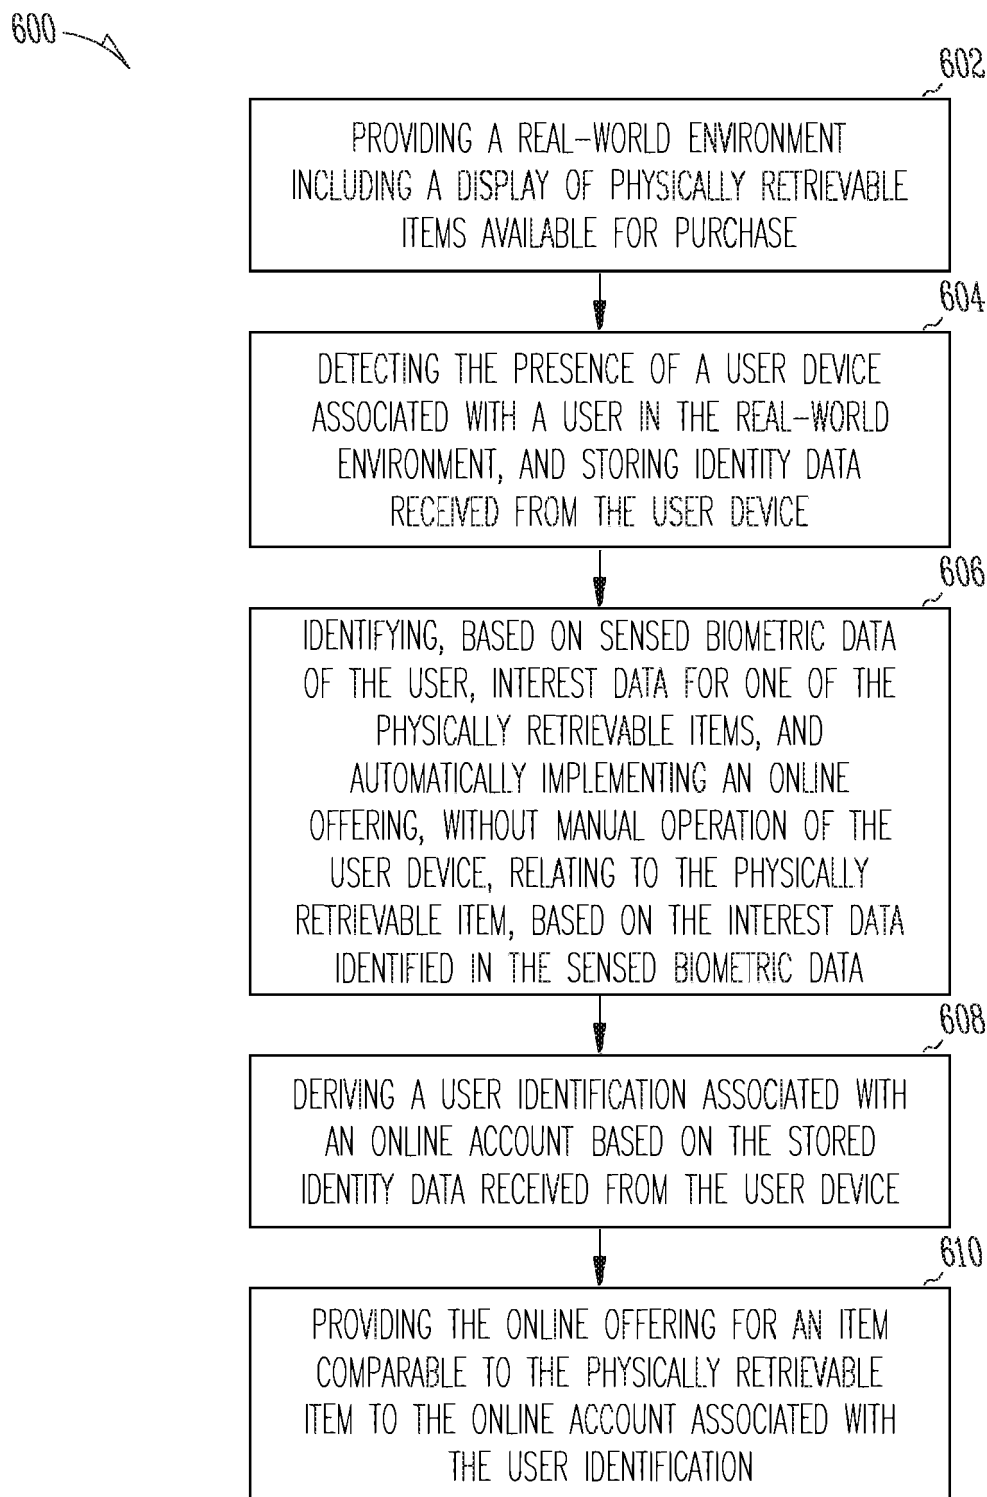 600
602
PROVIDING A REAL-WORLD ENVIRONMENT
INCLUDING A DISPLAY OF PHYSICALLY RETRIEVABLE
ITEMS AVAILABLE FOR PURCHASE
604
DETECTING THE PRESENCE OF A USER DEVICE
ASSOCIATED WITH A USER IN THE REAL-WORLD
ENVIRONMENT, AND STORING IDENTITY DATA
RECEIVED FROM THE USER DEVICE
606
IDENTIFYING, BASED ON SENSED BIOMETRIC DATA
OF THE USER, INTEREST DATA FOR ONE OF THE
PHYSICALLY RETRIEVABLE ITEMS, AND
AUTOMATICALLY IMPLEMENTING AN ONLINE
OFFERING, WITHOUT MANUAL OPERATION OF THE
USER DEVICE, RELATING TO THE PHYSICALLY
RETRIEVABLE ITEM, BASED ON THE INTEREST DATA
IDENTIFIED IN THE SENSED BIOMETRIC DATA
608
DERIVING A USER IDENTIFICATION ASSOCIATED WITH
AN ONLINE ACCOUNT BASED ON THE STORED
IDENTITY DATA RECEIVED FROM THE USER DEVICE
610
PROVIDING THE ONLINE OFFERING FOR AN ITEM
COMPARABLE TO THE PHYSICALLY RETRIEVABLE
ITEM TO THE ONLINE ACCOUNT ASSOCIATED WITH
THE USER IDENTIFICATION